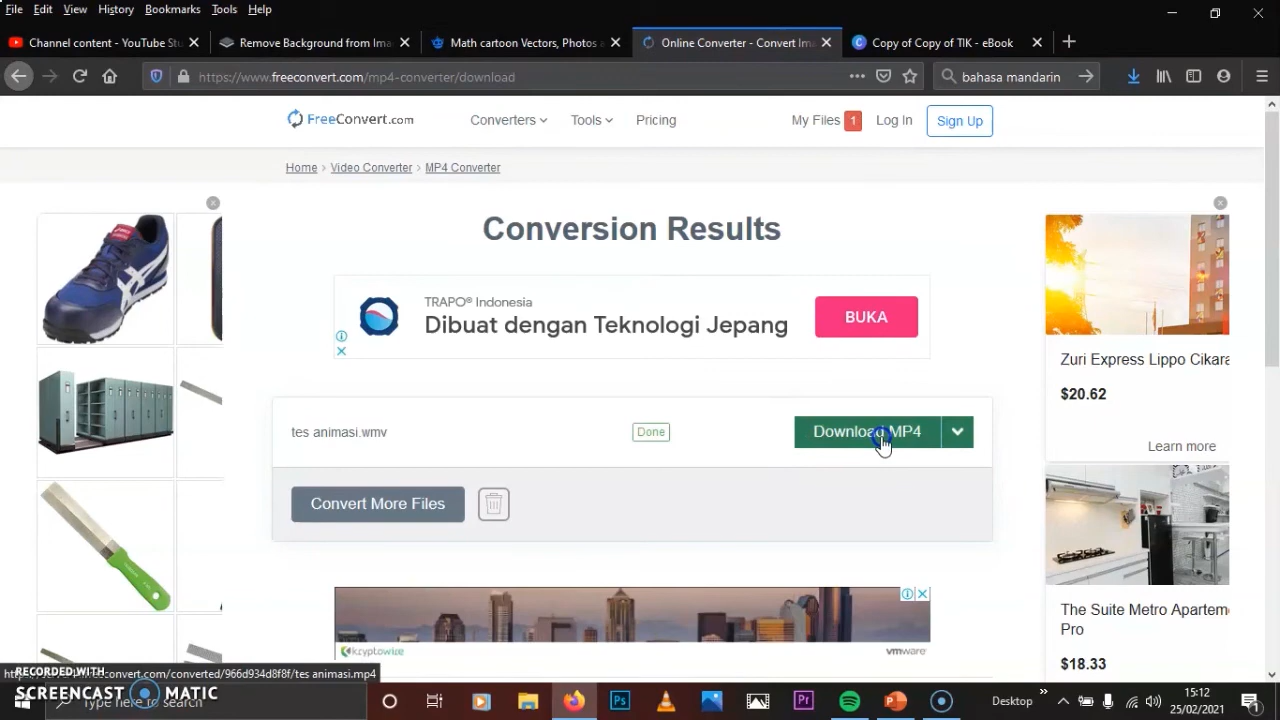 File Edit View History Bookmarks Tools Help
Channel content - YouTube Stu
Remove Background from Ima
Math cartoon Vectors, Photos a
Online Converter - Convert Ima
Copy of Copy of TIK - eBook
https://www.freeconvert.com/mp4-converter/download
bahasa mandarin
FreeConvert.com
Converters
Tools
Pricing
My Files 1
Log In
Sign Up
Home › Video Converter › MP4 Converter
Conversion Results
TRAPO® Indonesia
Dibuat dengan Teknologi Jepang
BUKA
Zuri Express Lippo Cikara
$20.62
Learn more
tes animasi.wmv
Done
Download MP4
Convert More Files
kryptowize
vmware
The Suite Metro Apartem
Pro
$18.33
RECORDED WITH
SCREENCAST MATIC
Type here to search
Desktop
15:12
25/02/2021
1